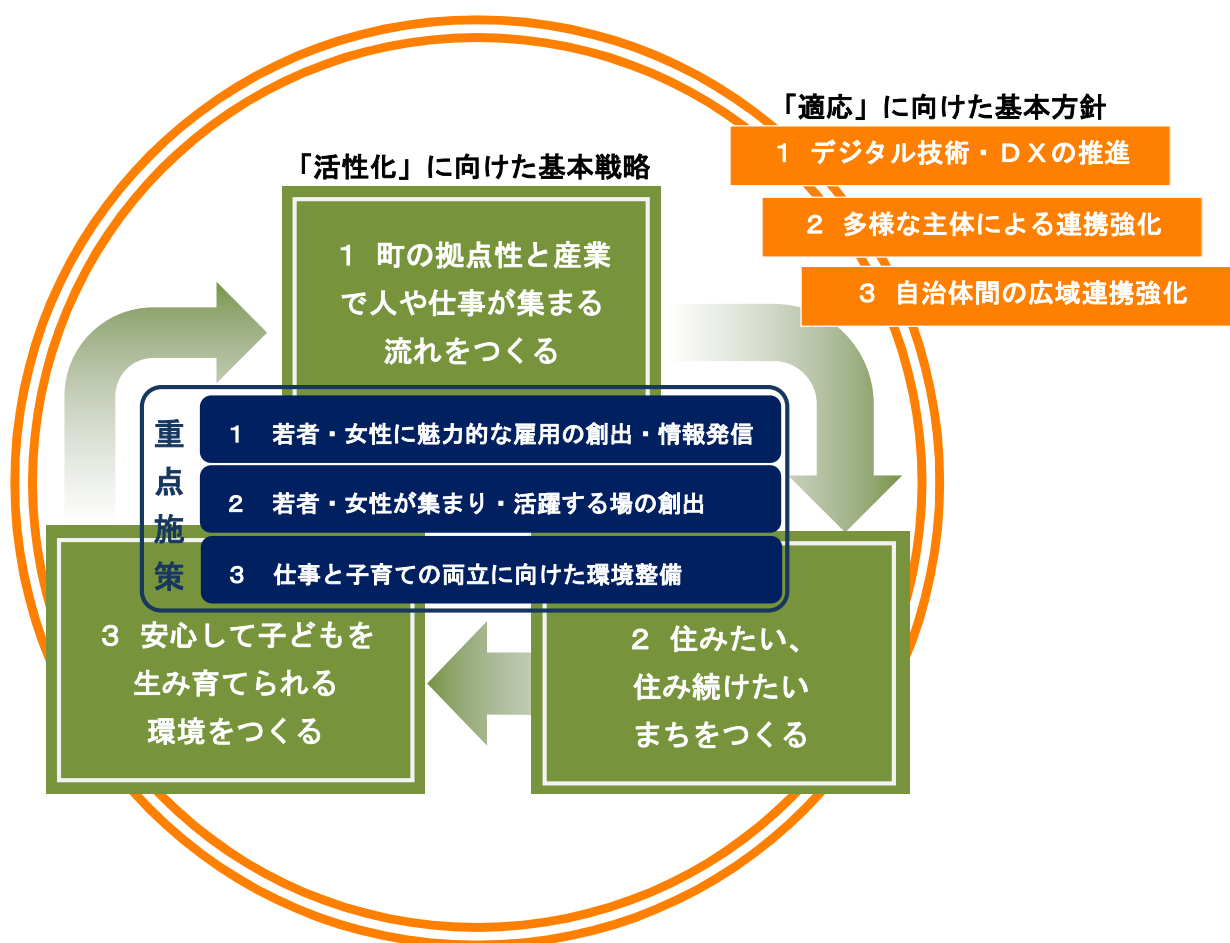 「適応」に向けた基本方針
１ デジタル技術・ＤＸの推進
２ 多様な主体による連携強化
３ 自治体間の広域連携強化
「活性化」に向けた基本戦略
１ 町の拠点性と産業
で人や仕事が集まる
流れをつくる
重点施策
１ 若者・女性に魅力的な雇用の創出・情報発信
２ 若者・女性が集まり・活躍する場の創出
３ 仕事と子育ての両立に向けた環境整備
２ 住みたい、
住み続けたい
まちをつくる
３ 安心して子どもを
生み育てられる
環境をつくる